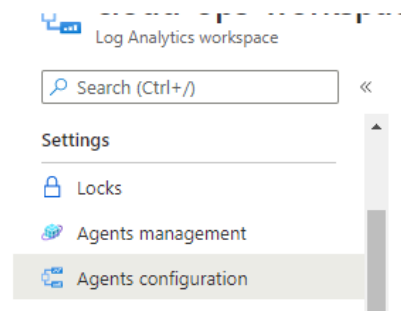 Log Analytics workspace
Search (Ctrl+/)
Settings
Locks
Agents management
Agents configuration